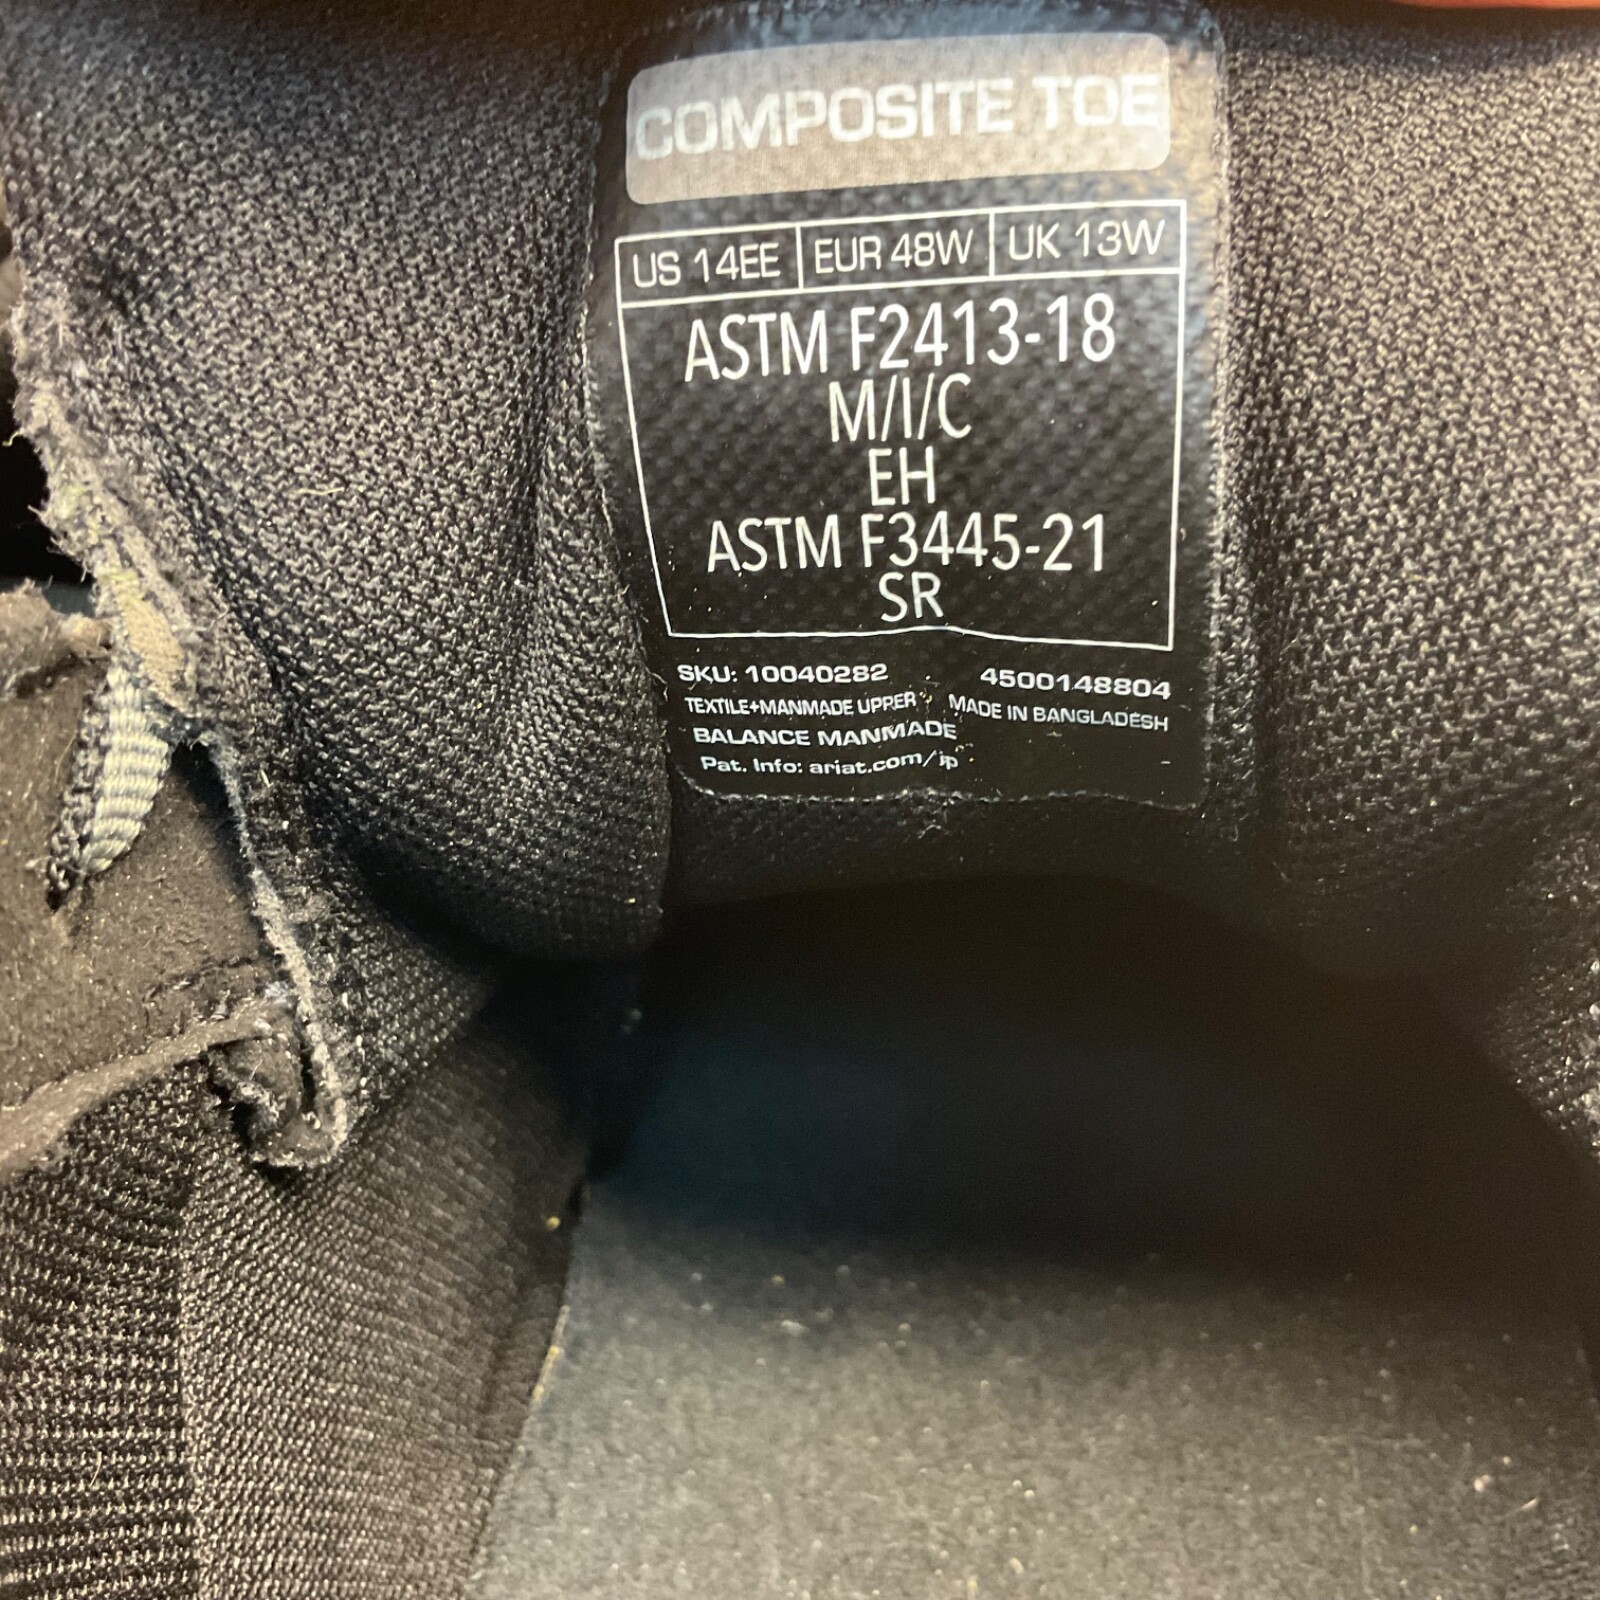 COMPOSITE TOE
US 14EE EUR 48W UK 13W
ASTM F2413-18
M/I/C
EH
ASTM F3445-21
SR
SKU: 10040282 4500148804
TEXTILE+MANMADE UPPER MADE IN BANGLADESH
BALANCE MANMADE
Pat. Info: ariat.com/ip